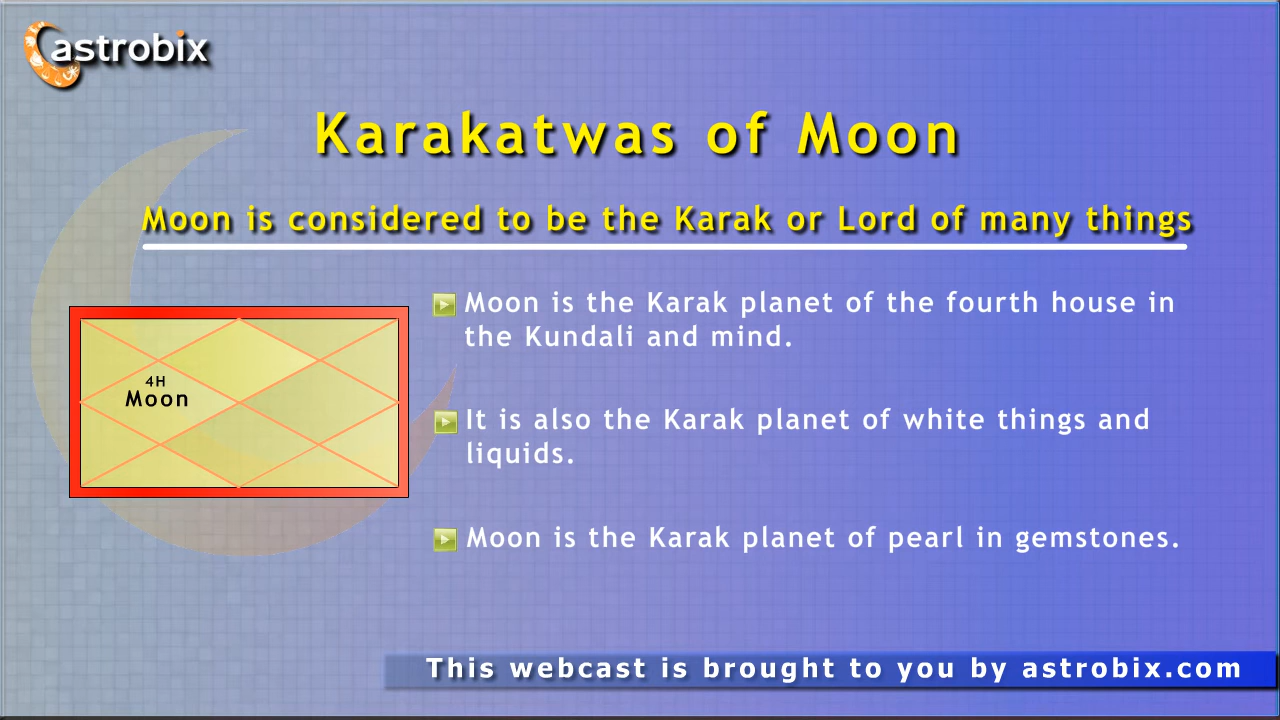 astrobix
Karakatwas of Moon
Moon is considered to be the Karak or Lord of many things
4H
Moon
Moon is the Karak planet of the fourth house in
the Kundali and mind.
It is also the Karak planet of white things and
liquids.
Moon is the Karak planet of pearl in gemstones.
This webcast is brought to you by astrobix.com